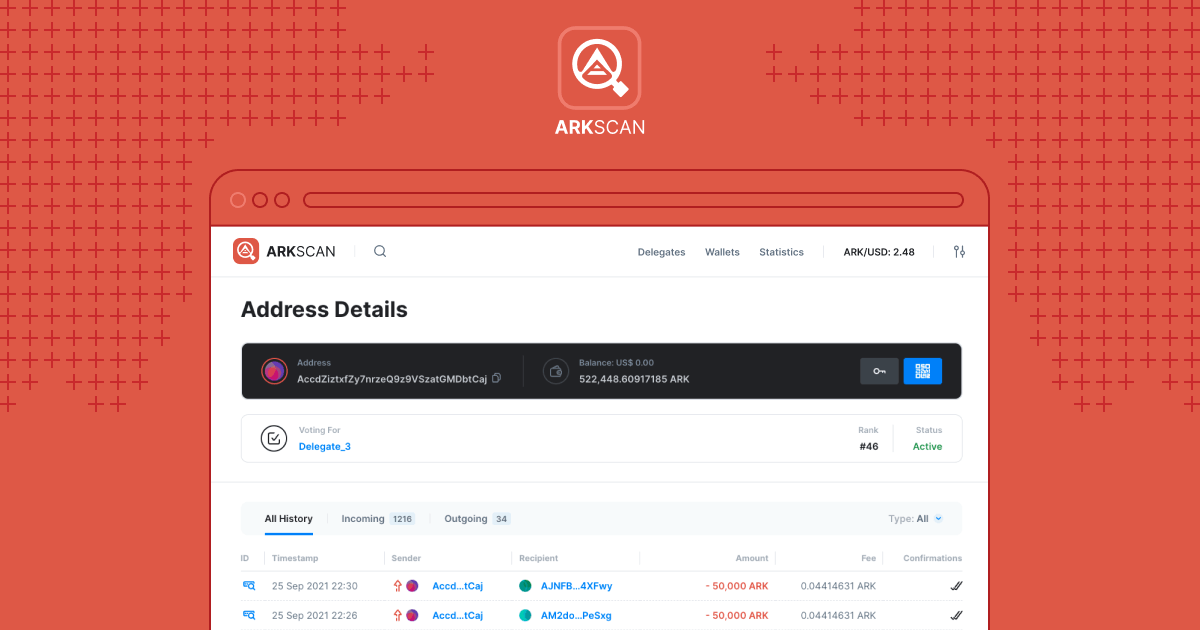 ARKSCAN
ARKSCAN Delegates Wallets Statistics ARK/USD: 2.48
Address Details
Address Balance: US$ 0.00
AccdZiztxfZy7nrzeQ9z9VSzatGMDbtCaj 522,448.60917185 ARK
Voting For Rank Status
Delegate_3 #46 Active
All History Incoming 1216 Outgoing 34 Type: All
ID Timestamp Sender Recipient Amount Fee Confirmations
25 Sep 2021 22:30 Accd...tCaj AJNFB...4XFwy - 50,000 ARK 0.04414631 ARK
25 Sep 2021 22:26 Accd...tCaj AM2do...PeSxg - 50,000 ARK 0.04414631 ARK